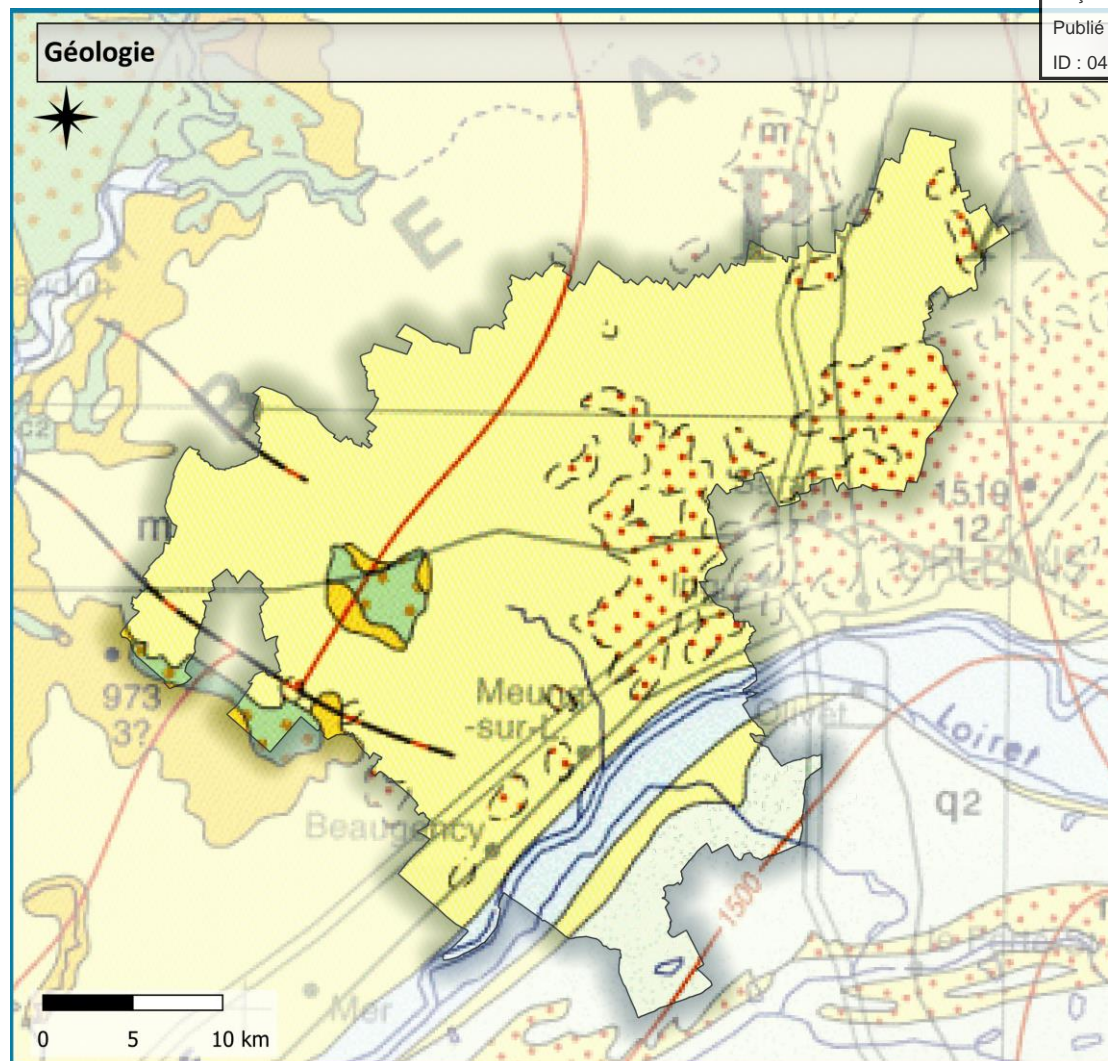 Publié
ID : 04
Géologie
A
E
m
P A
B
c2
1519
12
m
973
3?
Meung
-sur-L.
Olivet
Loiret
q2
Beaugency
1500
Mer
0 5 10 km